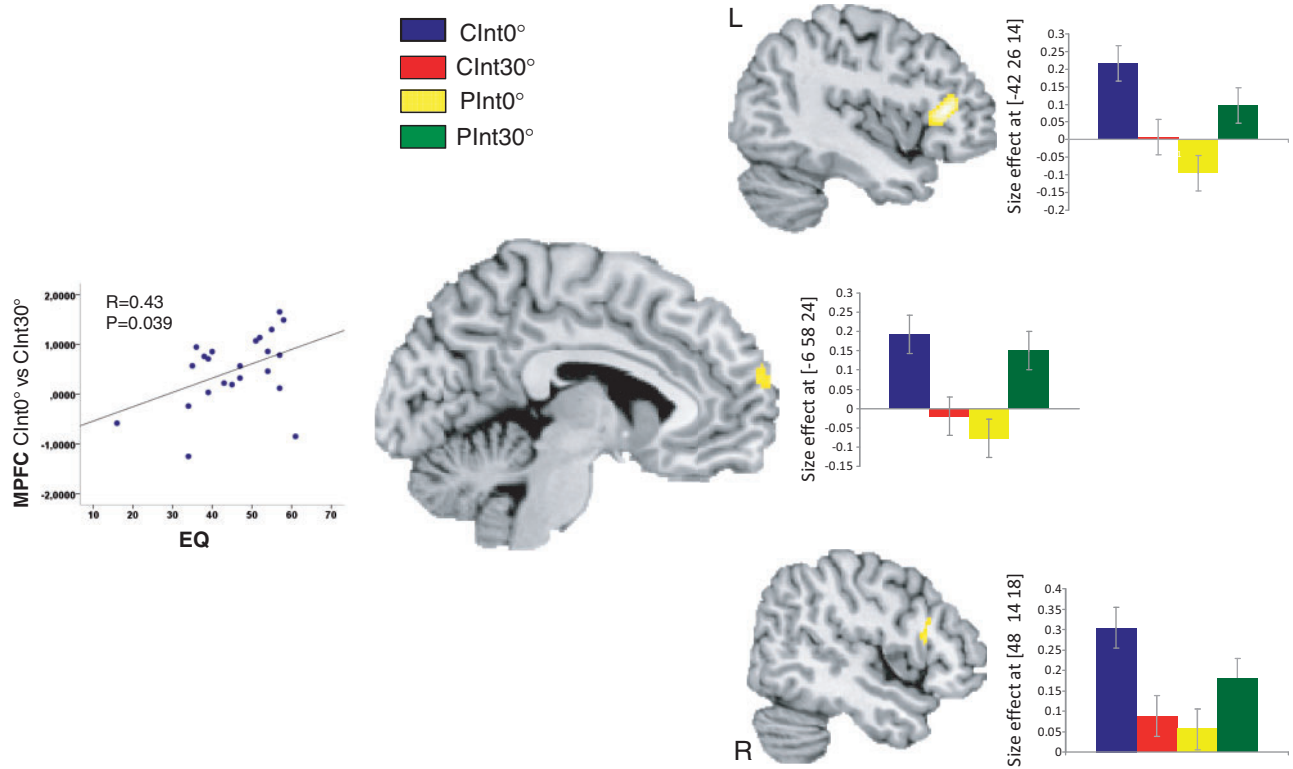 CInt0°
CInt30°
PInt0°
PInt30°
L
Size effect at [-42 26 14]
0.3
0.25
0.2
0.15
0.1
0.05
0
-0.05
-0.1
-0.15
-0.2
R=0.43
P=0.039
MPFC CInt0° vs CInt30°
2,0000
1,0000
,0000
-1,0000
-2,0000
10 20 30 40 50 60 70
EQ
Size effect at [-6 58 24]
0.3
0.25
0.2
0.15
0.1
0.05
0
-0.05
-0.1
-0.15
R
Size effect at [48 14 18]
0.4
0.35
0.3
0.25
0.2
0.15
0.1
0.05
0